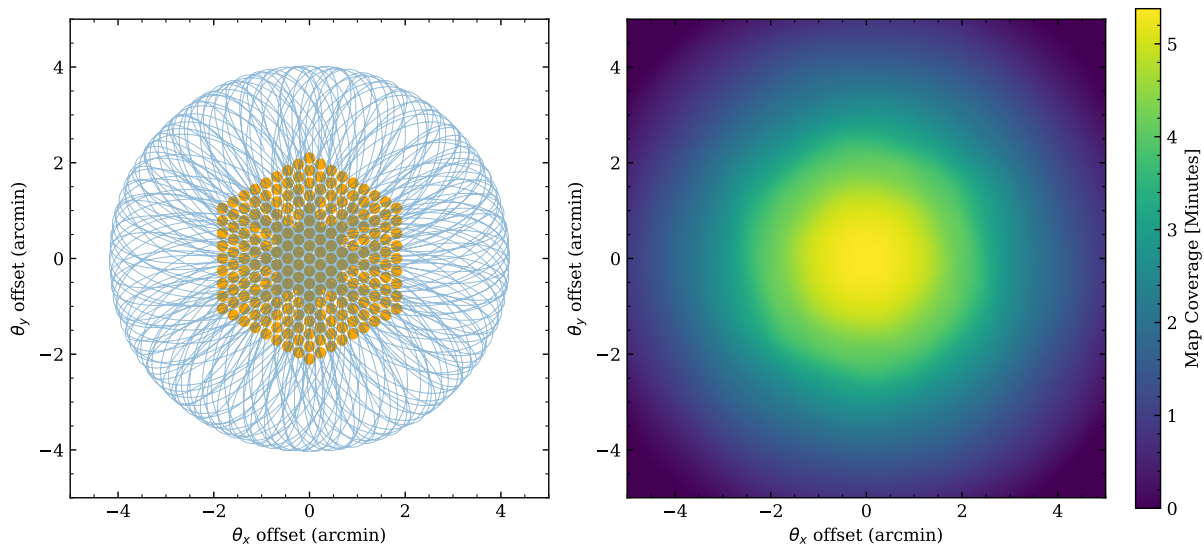 4
2
0
−2
−4
θy offset (arcmin)
−4 −2 0 2 4
θx offset (arcmin)
4
2
0
−2
−4
θy offset (arcmin)
−4 −2 0 2 4
θx offset (arcmin)
5
4
3
2
1
0
Map Coverage [Minutes]